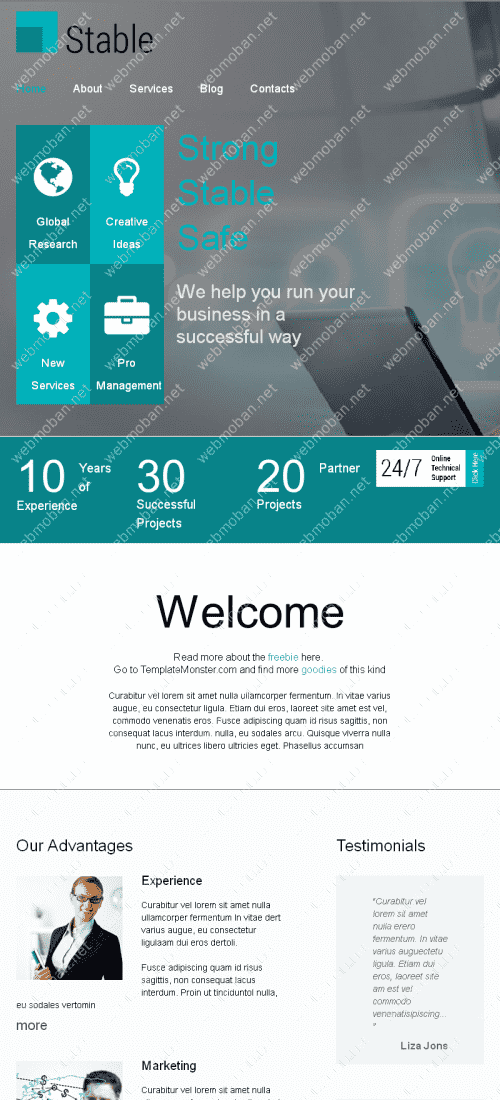 Stable
Home
About
Services
Blog
Contacts
Global
Research
Creative
Ideas
New
Services
Pro
Management
Strong
Stable
Safe
We help you run your
business in a
successful way
10 Years
of
Experience
30
Successful
Projects
20 Partner
Projects
24/7
Online
Technical
Support
Click Here
Welcome
Read more about the freebie here.
Go to TemplateMonster.com and find more goodies of this kind
Curabitur vel lorem sit amet nulla ullamcorper fermentum. In vitae varius
augue, eu consectetur ligula. Etiam dui eros, laoreet site amet est vel,
commodo venenatis eros. Fusce adipiscing quam id risus sagittis, non
consequat lacus interdum. nulla, eu sodales arcu. Quisque viverra nulla
nunc, eu ultrices libero ultricies eget. Phasellus accumsan
Our Advantages
Experience
Curabitur vel lorem sit amet nulla
ullamcorper fermentum In vitae dert
varius augue, eu consectetur
ligulaam dui eros dertoli.
Fusce adipiscing quam id risus
sagittis, non consequat lacus
interdum. Proin ut tinciduntol nulla,
eu sodales vertomin
more
Marketing
Curabitur vel lorem sit amet nulla
Testimonials
"Curabitur vel
lorem sit amet
nulla erero
fermentum. In vitae
varius auguectetu
ligula. Etiam dui
eros, laoreet site
am est vel
commodo
venenatisipiscing...
"
Liza Jons
webmoban.net